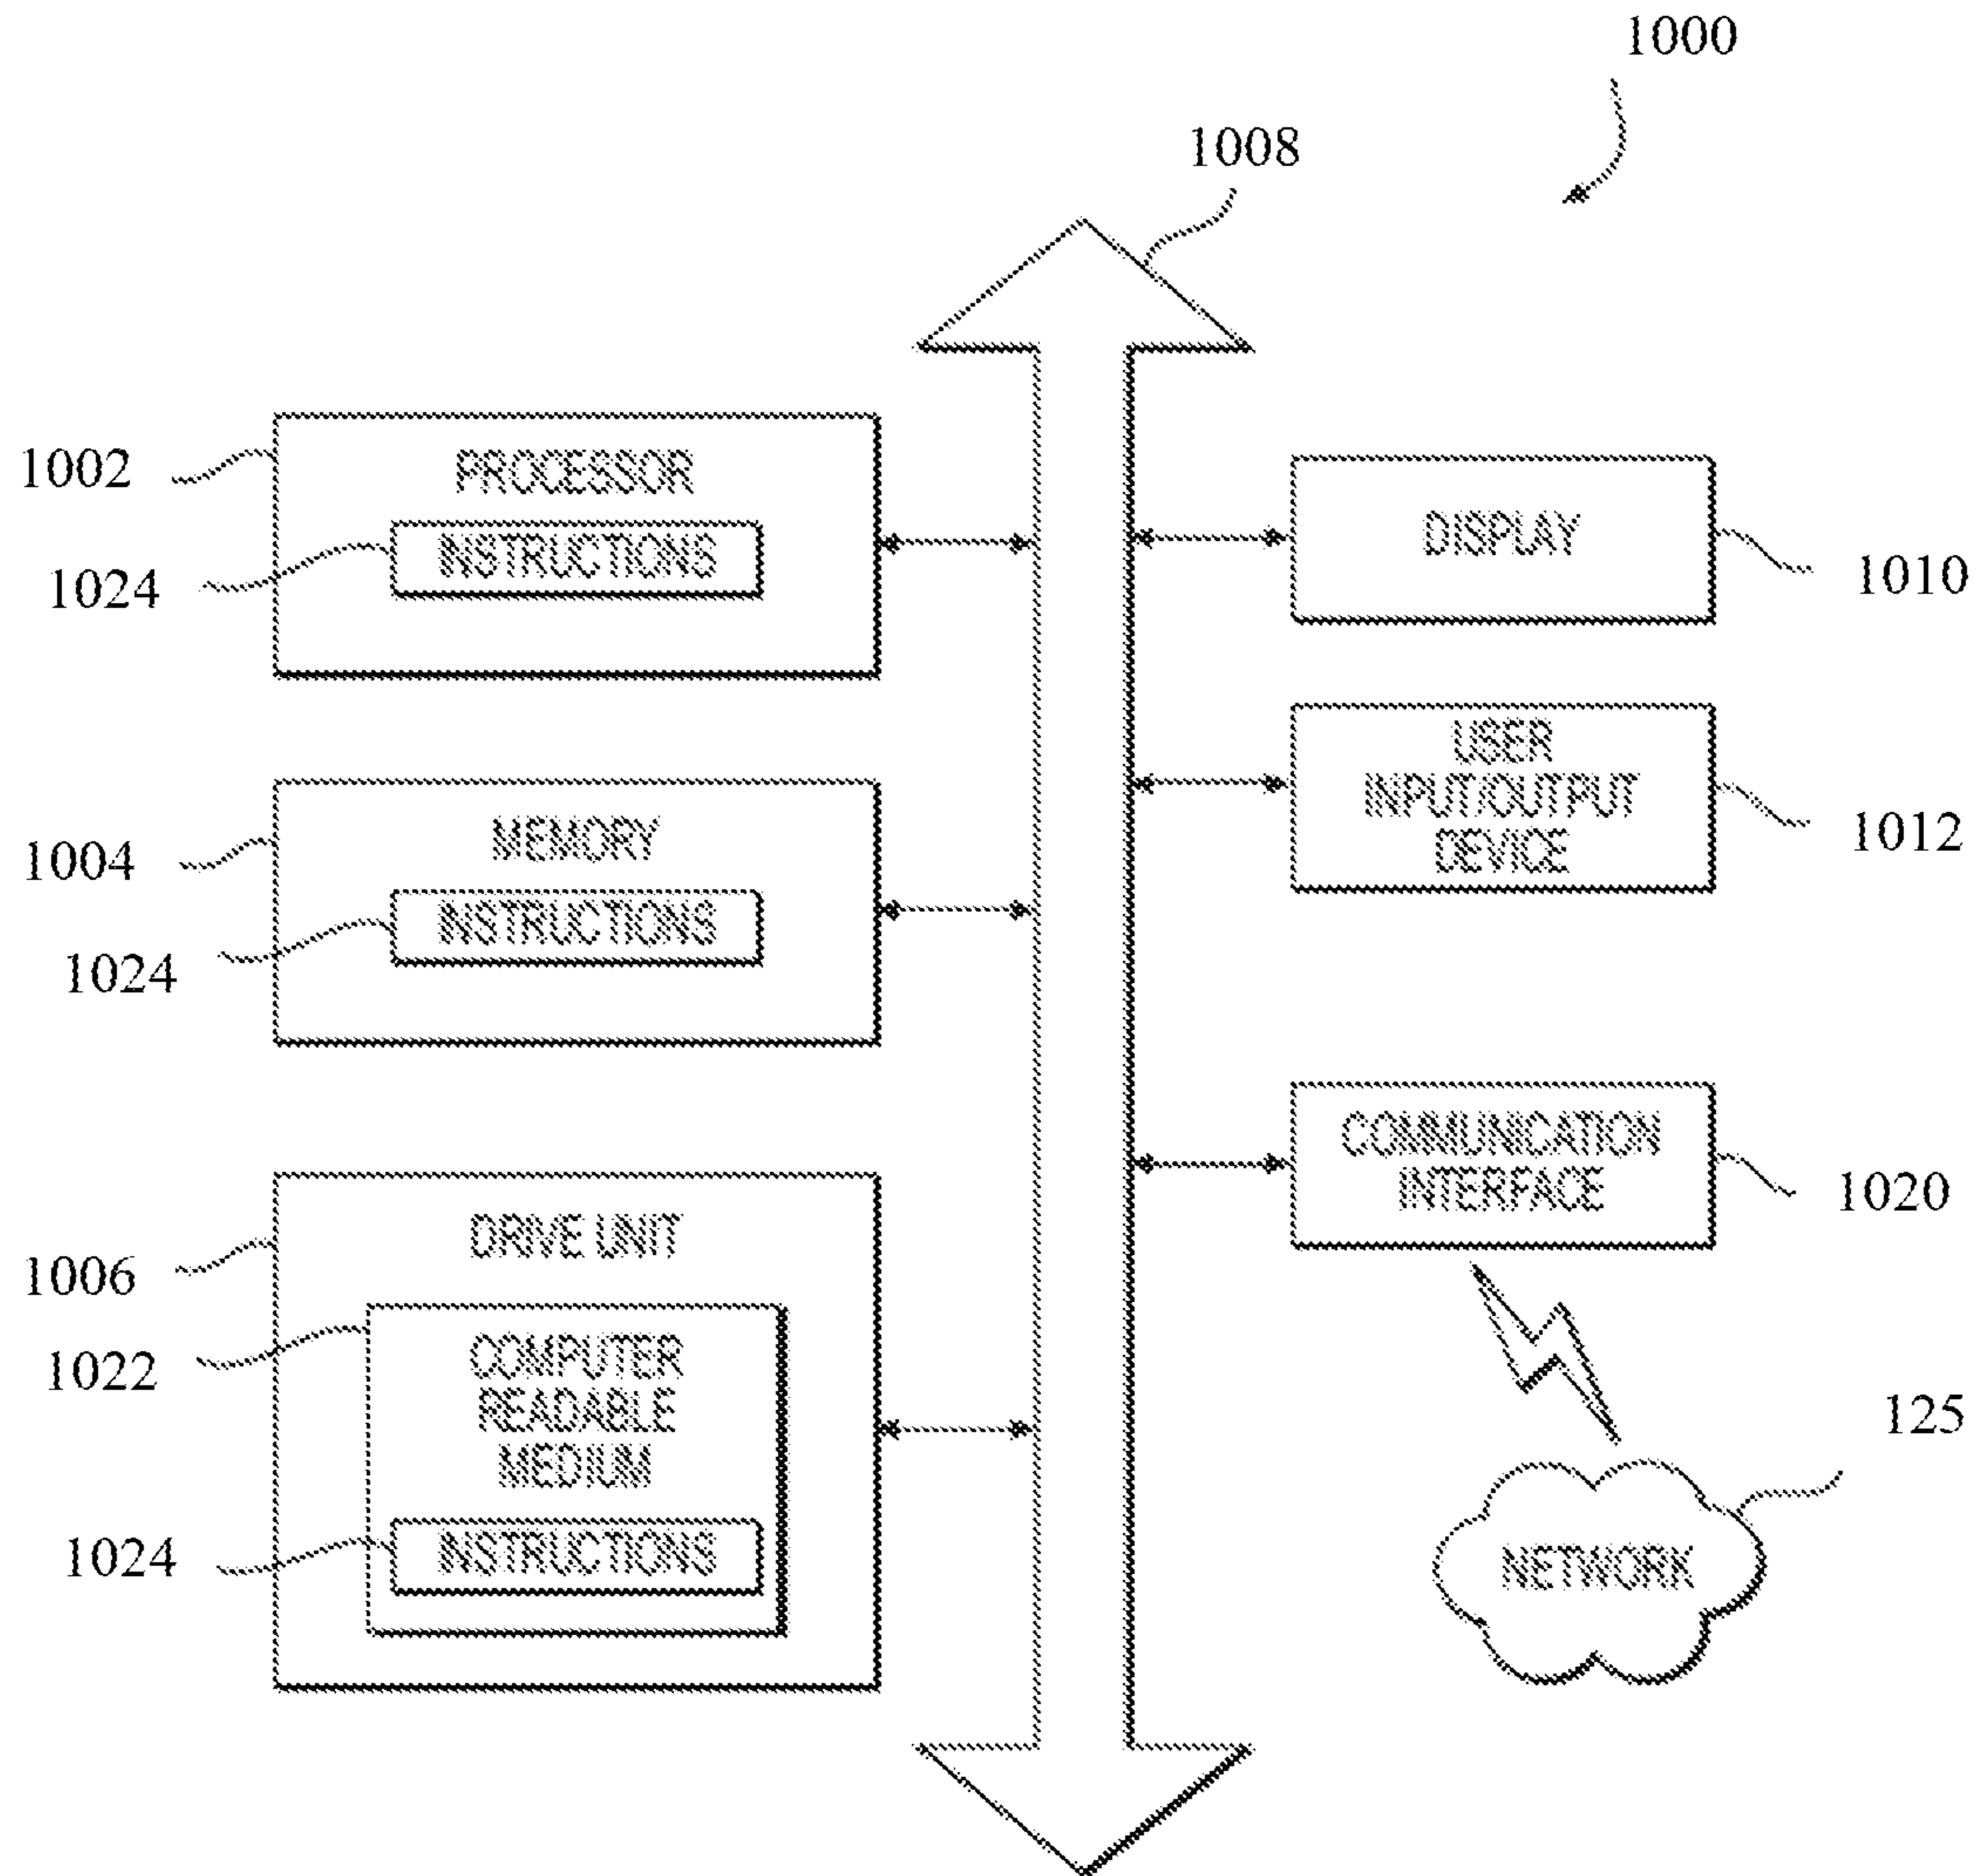 1000
1008
1002
PROCESSOR
1024
INSTRUCTIONS
DISPLAY
1010
1004
MEMORY
1024
INSTRUCTIONS
USER
INPUT/OUTPUT
DEVICE
1012
1006
DRIVE UNIT
1022
COMPUTER
READABLE
MEDIUM
1024
INSTRUCTIONS
COMMUNICATION
INTERFACE
1020
125
NETWORK